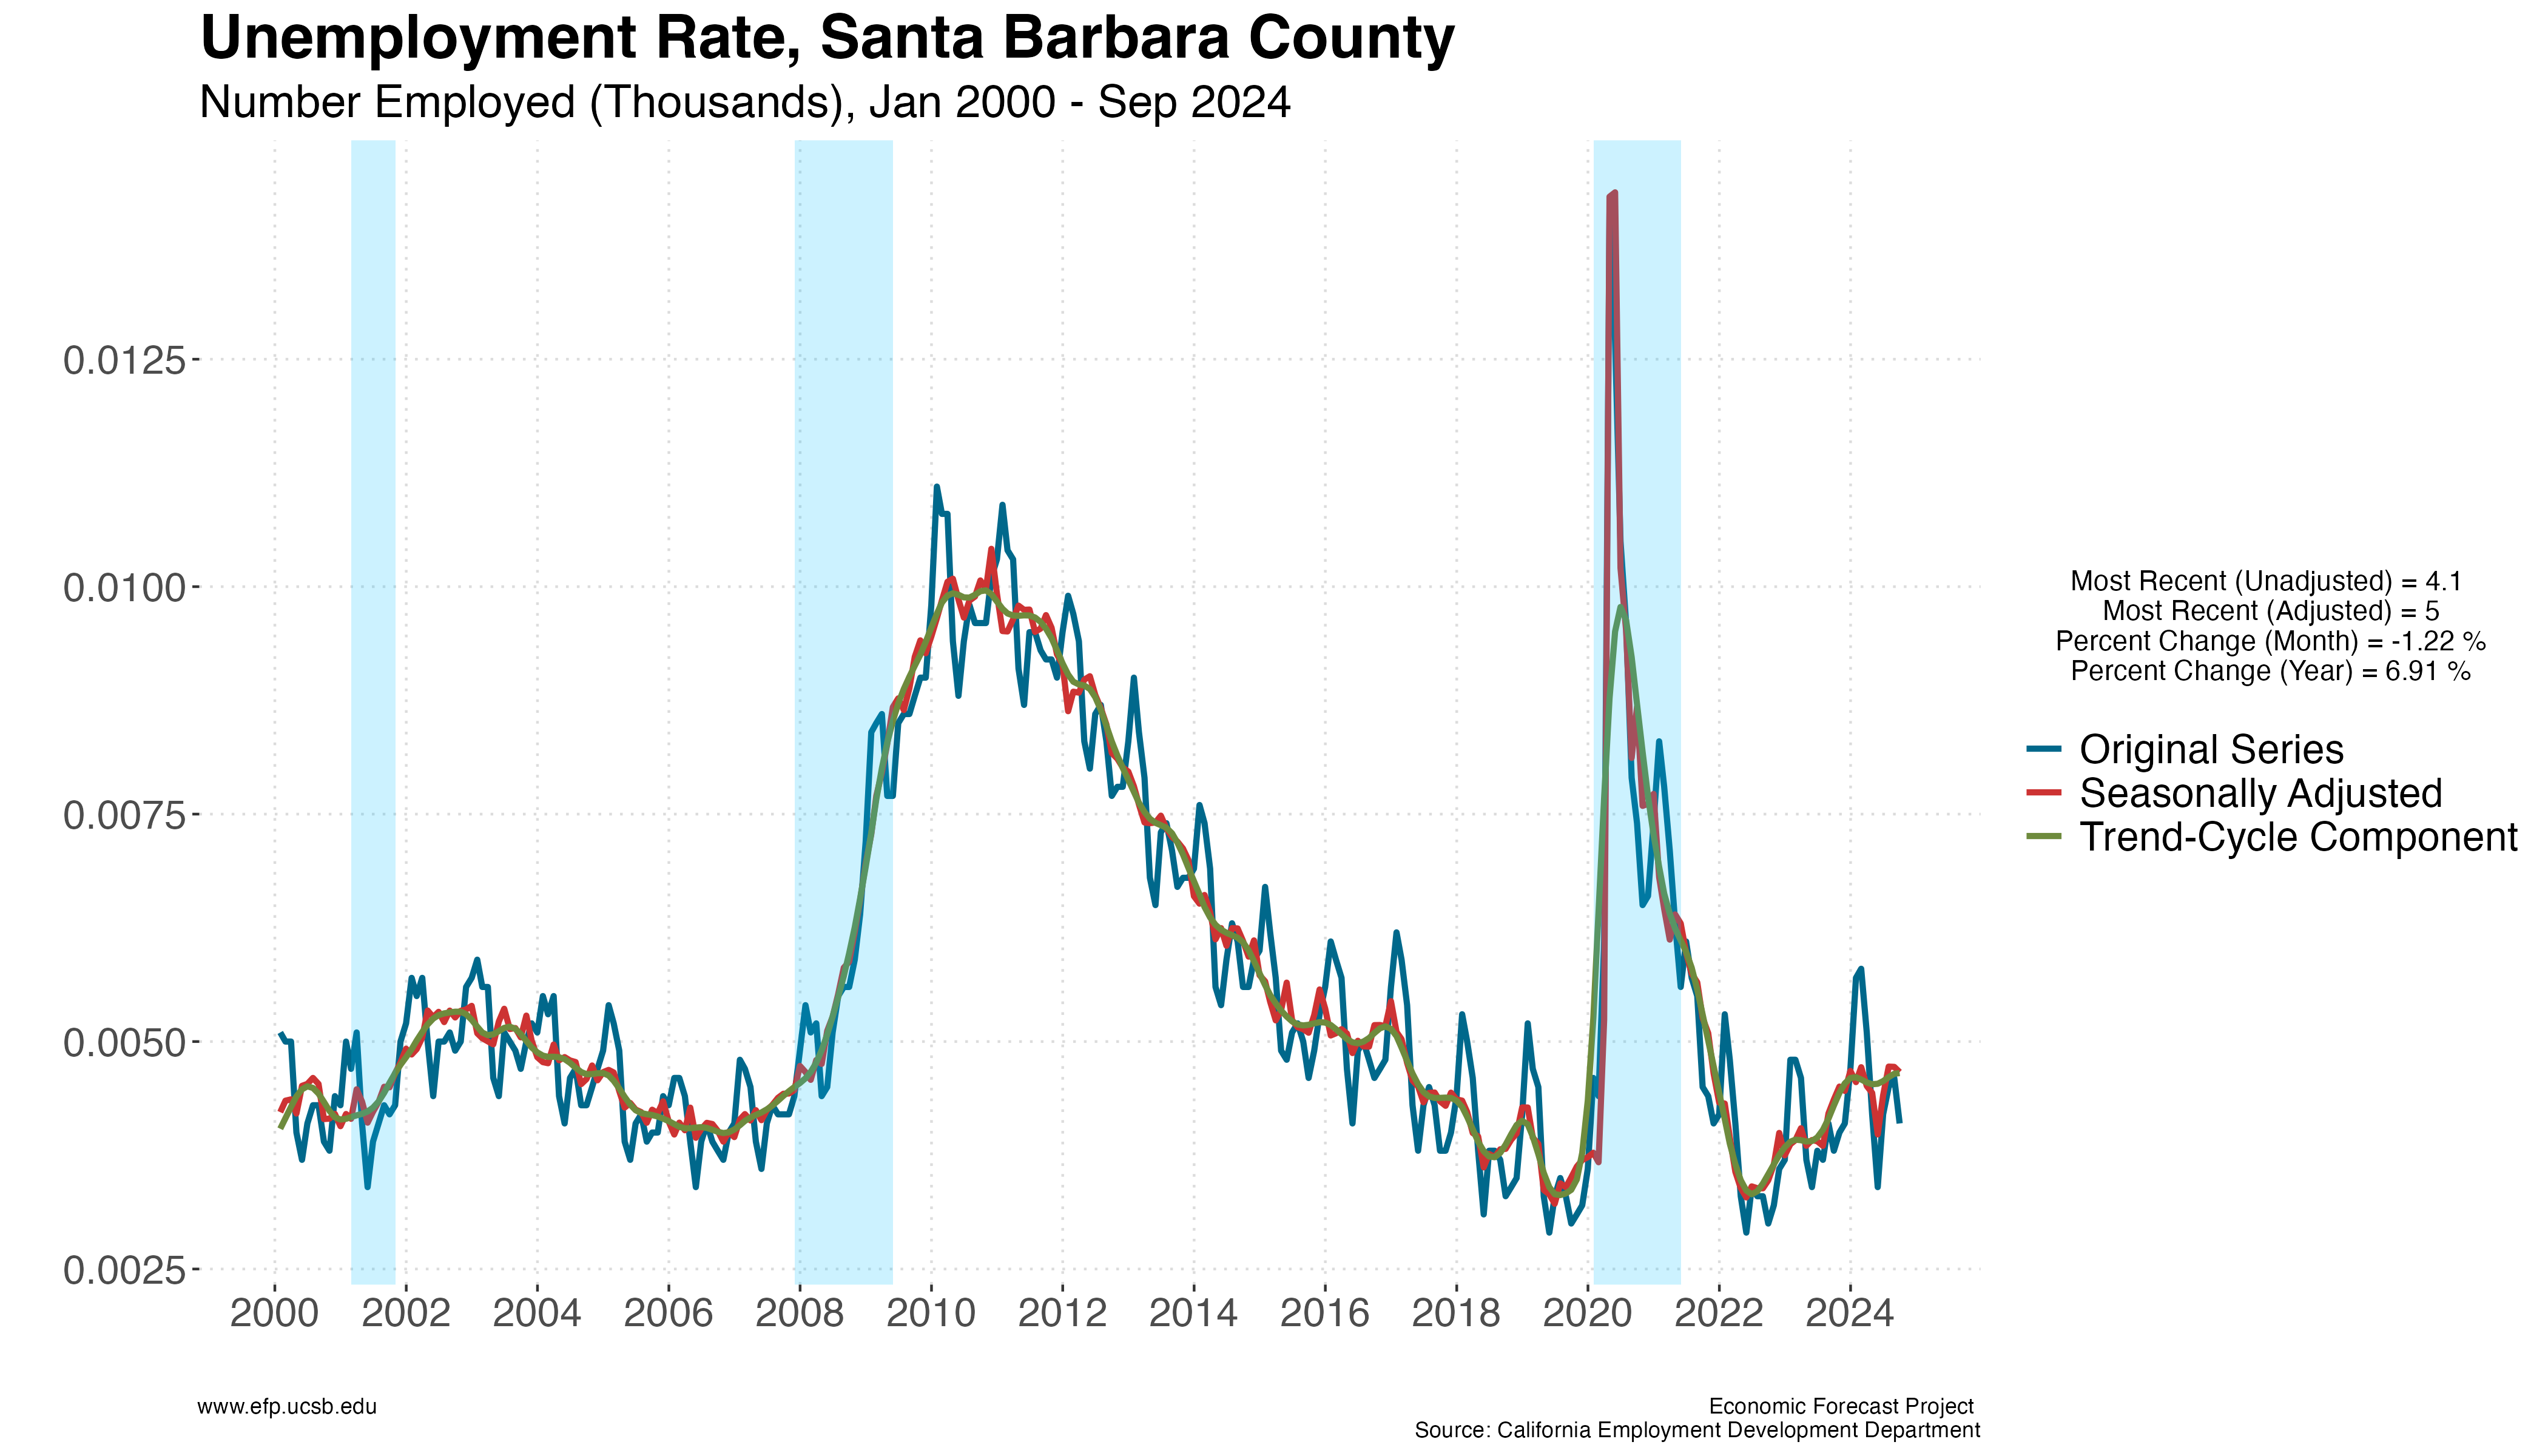 Unemployment Rate, Santa Barbara County
Number Employed (Thousands), Jan 2000 - Sep 2024
0.0125
0.0100
0.0075
0.0050
0.0025
2000 2002 2004 2006 2008 2010 2012 2014 2016 2018 2020 2022 2024
Most Recent (Unadjusted) = 4.1
Most Recent (Adjusted) = 5
Percent Change (Month) = -1.22 %
Percent Change (Year) = 6.91 %
Original Series
Seasonally Adjusted
Trend-Cycle Component
www.efp.ucsb.edu
Economic Forecast Project
Source: California Employment Development Department